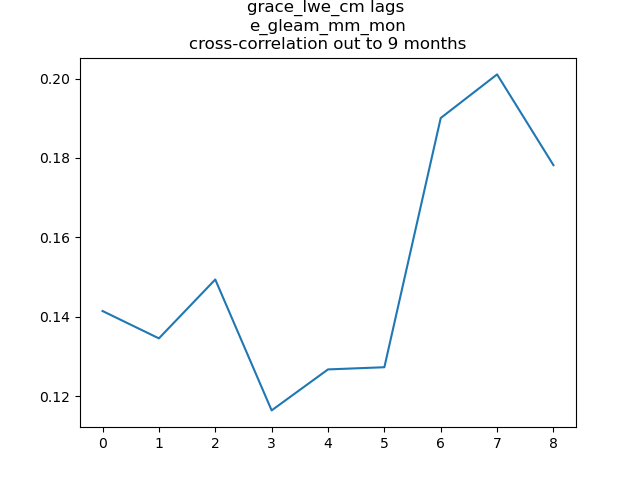 grace_lwe_cm lags
e_gleam_mm_mon
cross-correlation out to 9 months
0.20
0.18
0.16
0.14
0.12
0 1 2 3 4 5 6 7 8